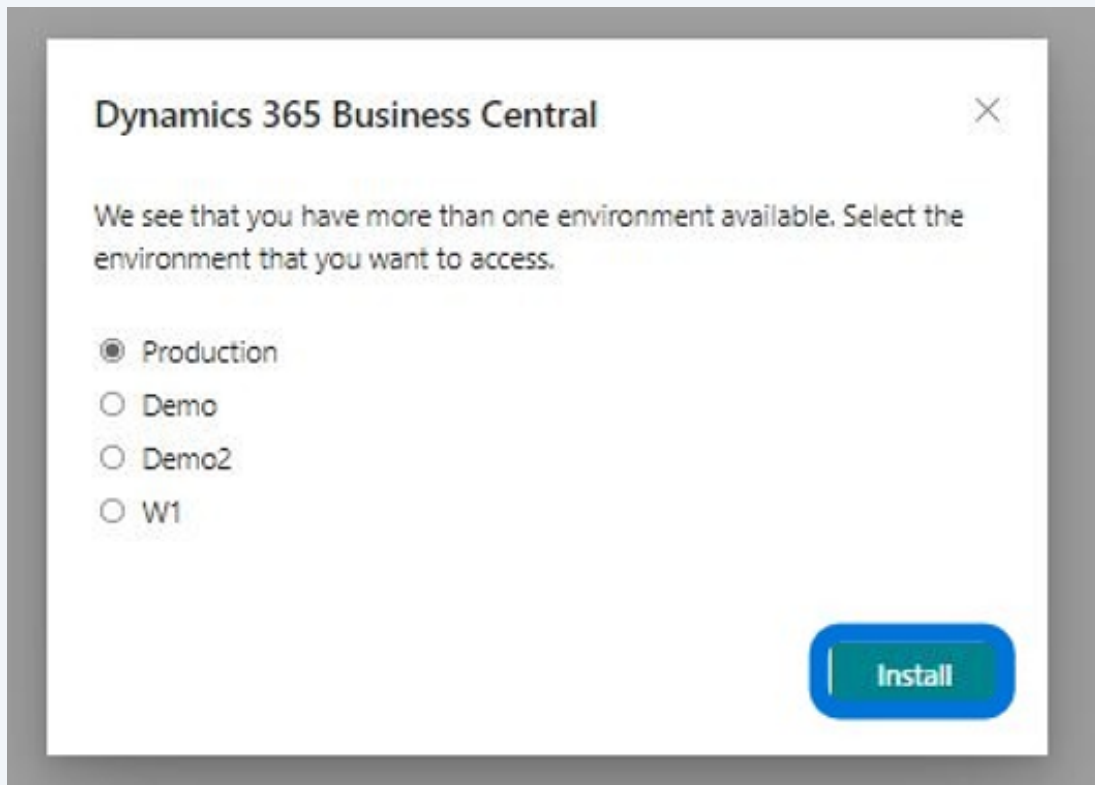 Dynamics 365 Business Central
We see that you have more than one environment available. Select the
environment that you want to access.
Production
Demo
Demo2
W1
Install